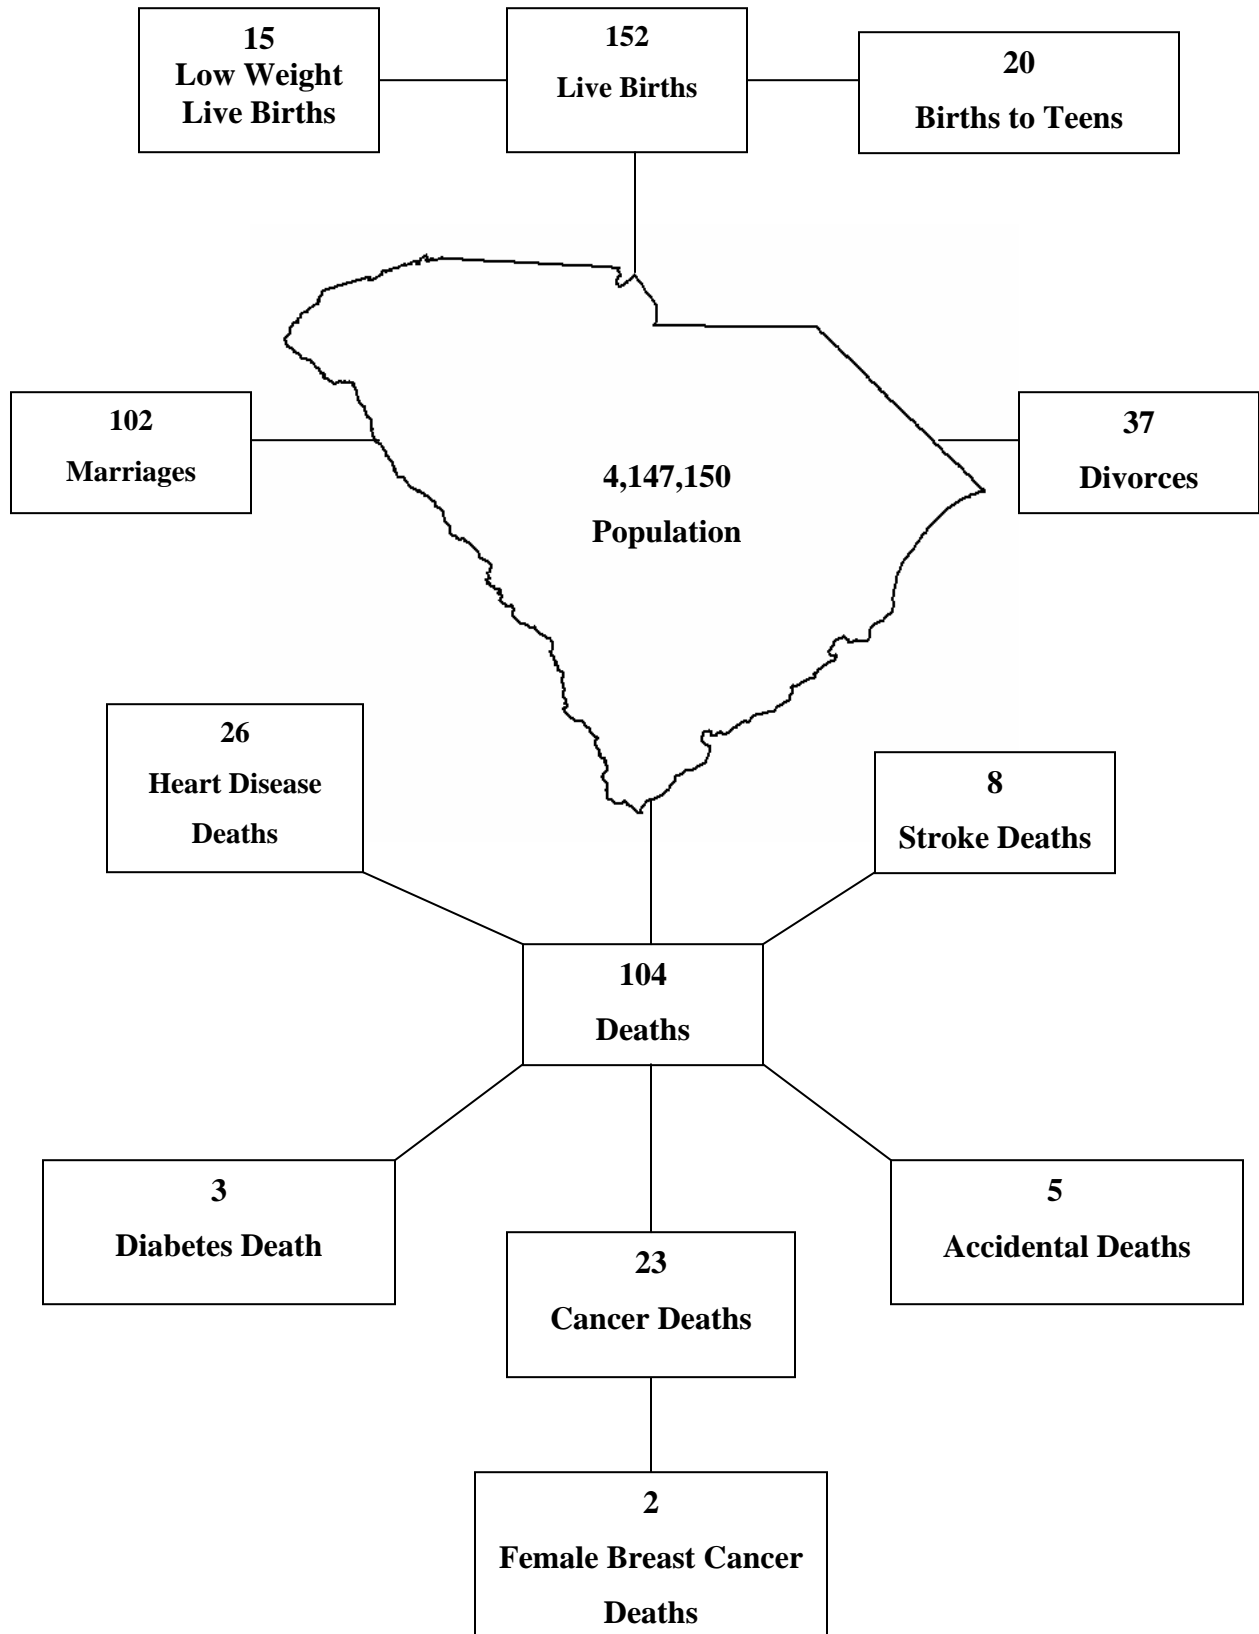 15
Low Weight
Live Births
152
Live Births
20
Births to Teens
102
Marriages
4,147,150
Population
37
Divorces
26
Heart Disease
Deaths
8
Stroke Deaths
104
Deaths
3
Diabetes Death
23
Cancer Deaths
5
Accidental Deaths
2
Female Breast Cancer
Deaths